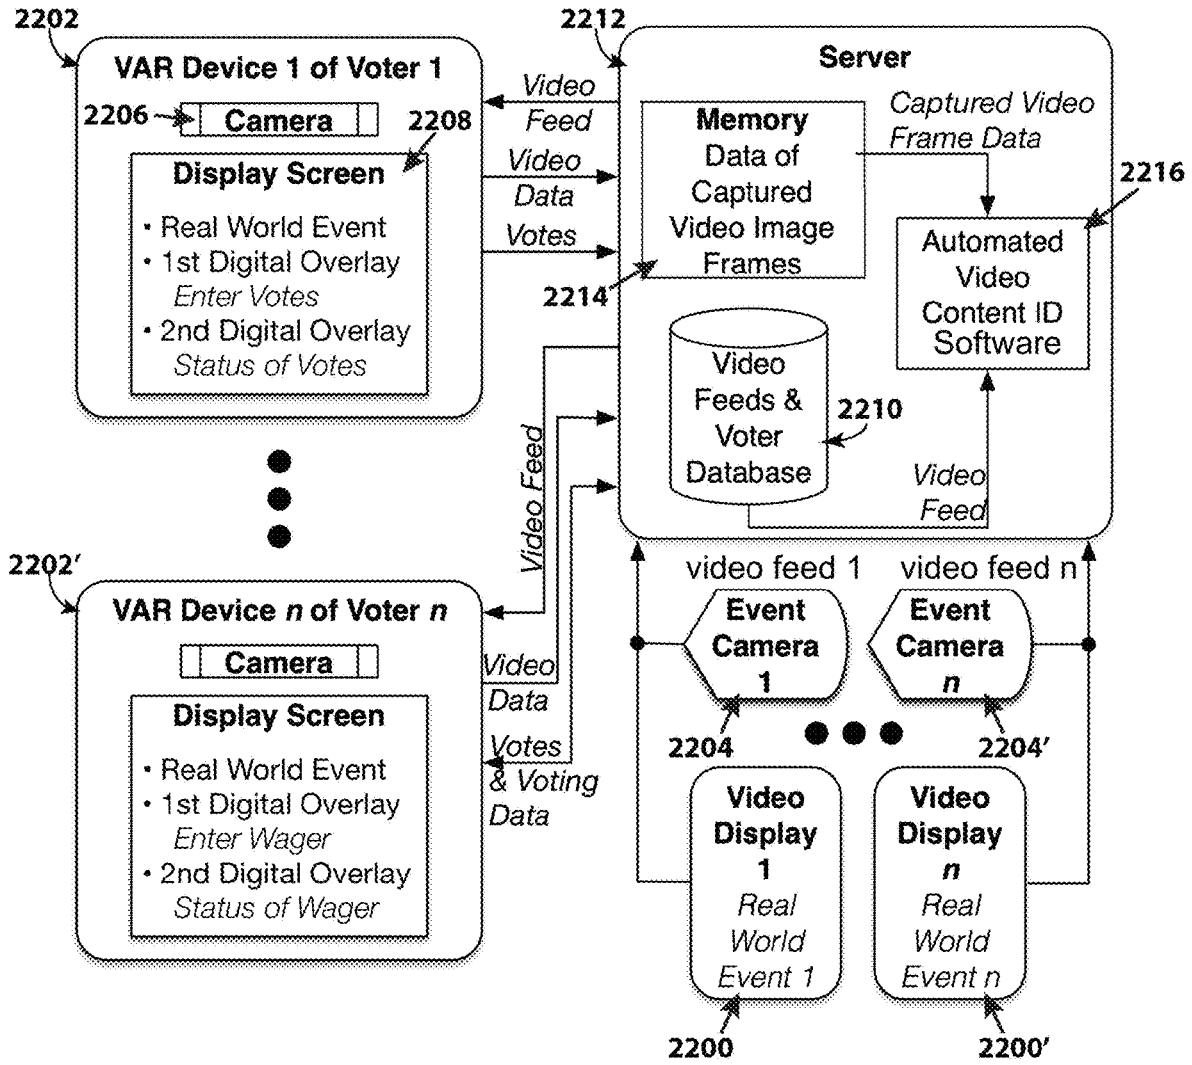 2202
VAR Device 1 of Voter 1
2206
Camera
2208
Display Screen
• Real World Event
• 1st Digital Overlay
Enter Votes
• 2nd Digital Overlay
Status of Votes
Video
Feed
Video
Data
Votes
2212
Server
Memory
Data of
Captured
Video Image
Frames
2214
Captured Video
Frame Data
2216
Automated
Video
Content ID
Software
Video
Feeds &
Voter
Database
2210
Video
Feed
Video Feed
2202'
VAR Device n of Voter n
Camera
Display Screen
• Real World Event
• 1st Digital Overlay
Enter Wager
• 2nd Digital Overlay
Status of Wager
Video
Data
Votes
& Voting
Data
video feed 1
video feed n
Event
Camera
1
2204
Event
Camera
n
2204'
Video
Display
1
Real
World
Event 1
2200
Video
Display
n
Real
World
Event n
2200'